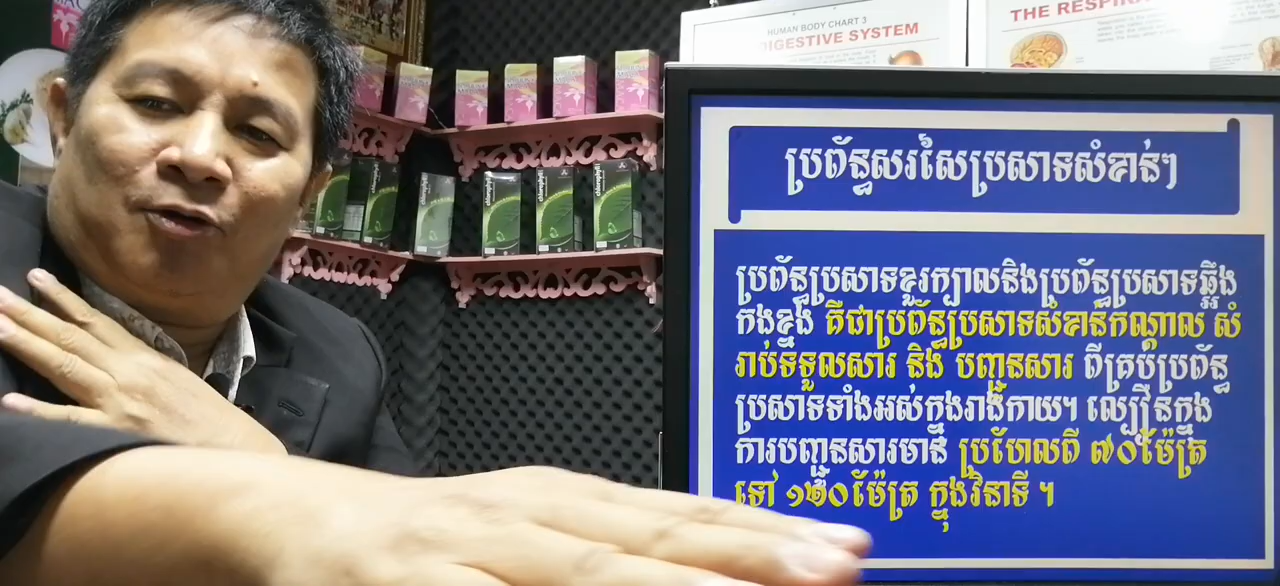 HUMAN BODY CHART 3
DIGESTIVE SYSTEM
THE RESPIRA
ប្រព័ន្ធសរសៃប្រសាទសំខាន់ៗ
ប្រព័ន្ធប្រសាទខួរក្បាលនិងប្រព័ន្ធប្រសាទឆ្អឹង
កងខ្នង គឺជាប្រព័ន្ធប្រសាទសំខាន់កណ្តាល សំ
រាប់ទទួលសារ និង បញ្ជូនសារ ពីគ្រប់ប្រព័ន្ធ
ប្រសាទទាំងអស់ក្នុងរាងកាយ។ ល្បឿនក្នុង
ការបញ្ជូនសារមាន ប្រហែលពី ៧០ម៉ែត្រ
ទៅ ១២០ម៉ែត្រ ក្នុងវិនាទី ។
chlorophyll
chlorophyll
chlorophyll
chlorophyll